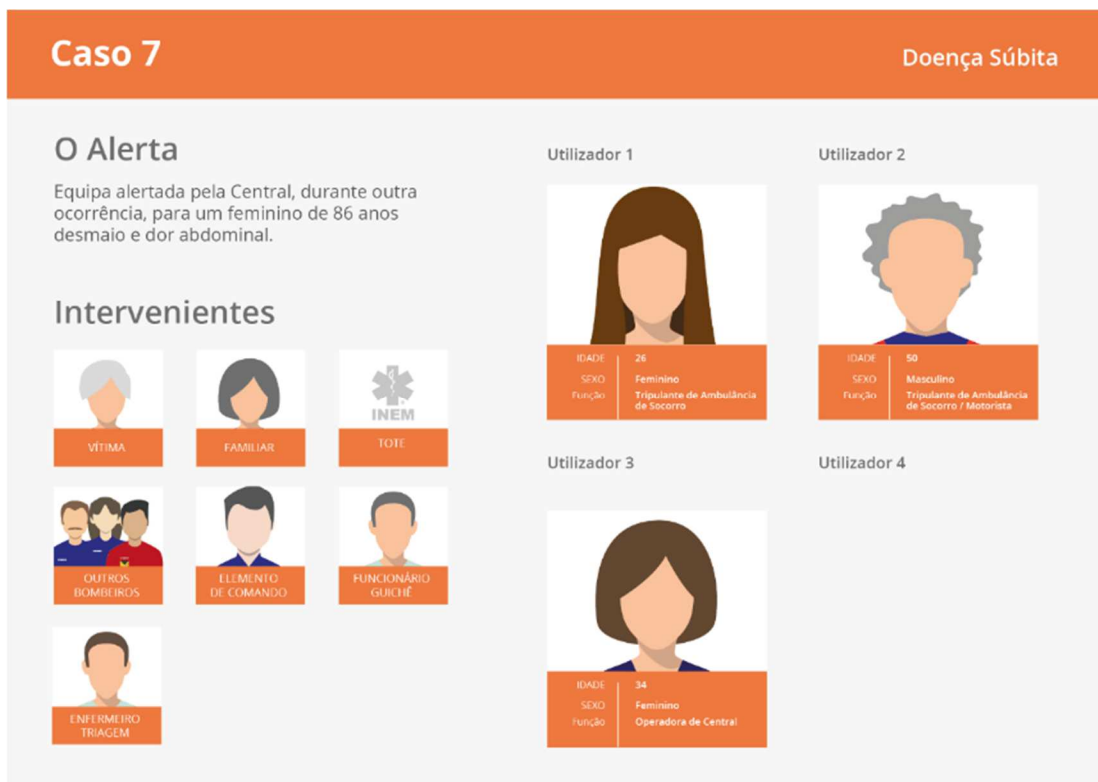 Caso 7
Doença Súbita
O Alerta
Equipa alertada pela Central, durante outra
ocorrência, para um feminino de 86 anos
desmaio e dor abdominal.
Intervenientes
VÍTIMA
FAMILIAR
INEM
TOTE
OUTROS
BOMBEIROS
ELEMENTO
DE COMANDO
FUNCIONÁRIO
GUICHÊ
ENFERMEIRO
TRIAGEM
Utilizador 1
IDADE 26
SEXO Feminino
Função Tripulante de Ambulância
de Socorro
Utilizador 2
IDADE 50
SEXO Masculino
Função Tripulante de Ambulância
de Socorro / Motorista
Utilizador 3
IDADE 34
SEXO Feminino
Função Operadora de Central
Utilizador 4